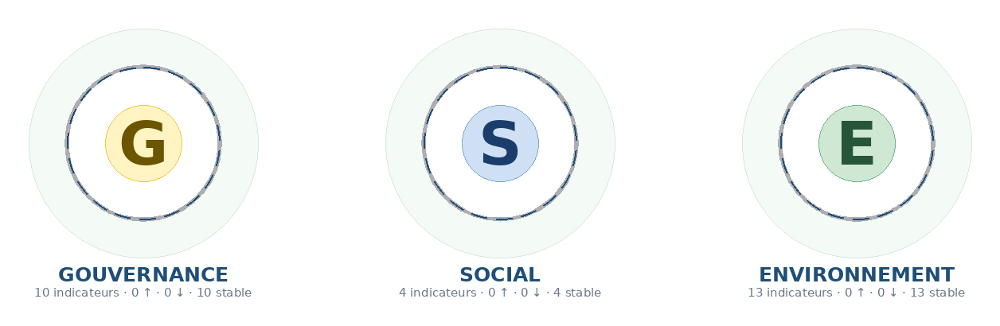 G
S
E
GOUVERNANCE
10 indicateurs · 0 ↑ · 0 ↓ · 10 stable
SOCIAL
4 indicateurs · 0 ↑ · 0 ↓ · 4 stable
ENVIRONNEMENT
13 indicateurs · 0 ↑ · 0 ↓ · 13 stable